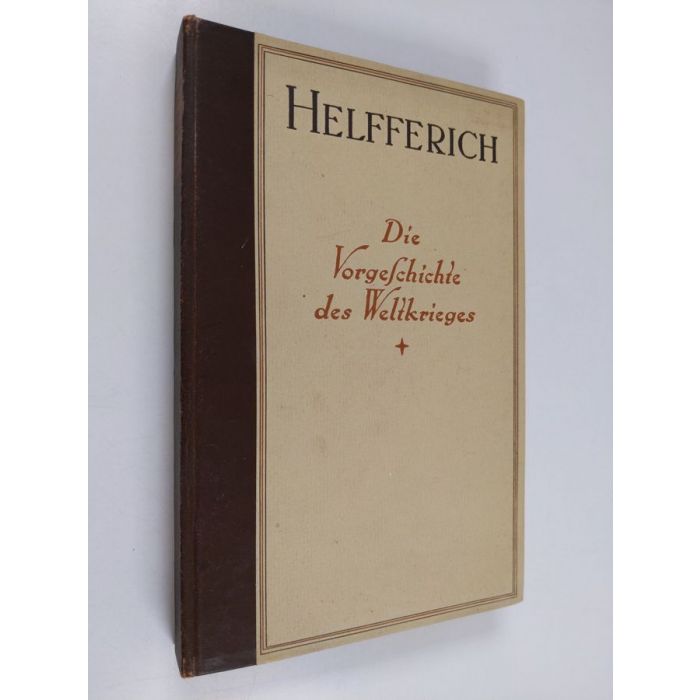 HELFFERICH
Die
Vorgeſchichte
des Weltkrieges